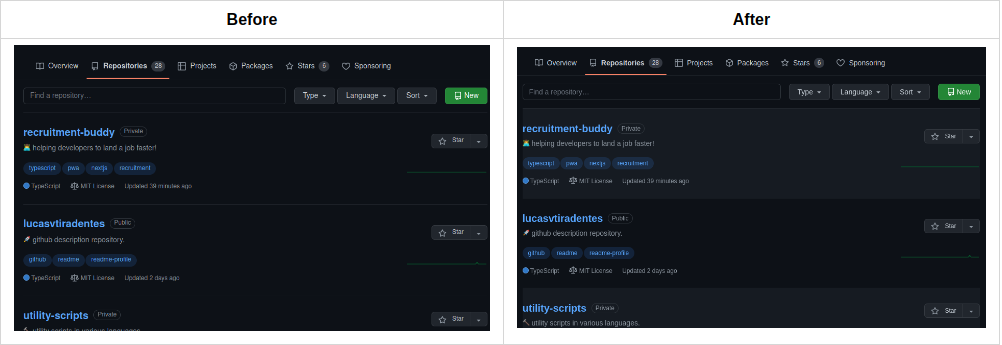 Before
After
Overview Repositories 28 Projects Packages Stars 6 Sponsoring
Find a repository… Type Language Sort New
recruitment-buddy Private
Star
helping developers to land a job faster!
typescript pwa nextjs recruitment
TypeScript MIT License Updated 39 minutes ago
lucasvtiradentes Public
Star
github description repository.
github readme readme-profile
TypeScript MIT License Updated 2 days ago
utility-scripts Private
Star
utility scripts in various languages.
Overview Repositories 28 Projects Packages Stars 6 Sponsoring
Find a repository… Type Language Sort New
recruitment-buddy Private
Star
helping developers to land a job faster!
typescript pwa nextjs recruitment
TypeScript MIT License Updated 39 minutes ago
lucasvtiradentes Public
Star
github description repository.
github readme readme-profile
TypeScript MIT License Updated 2 days ago
utility-scripts Private
Star
utility scripts in various languages.